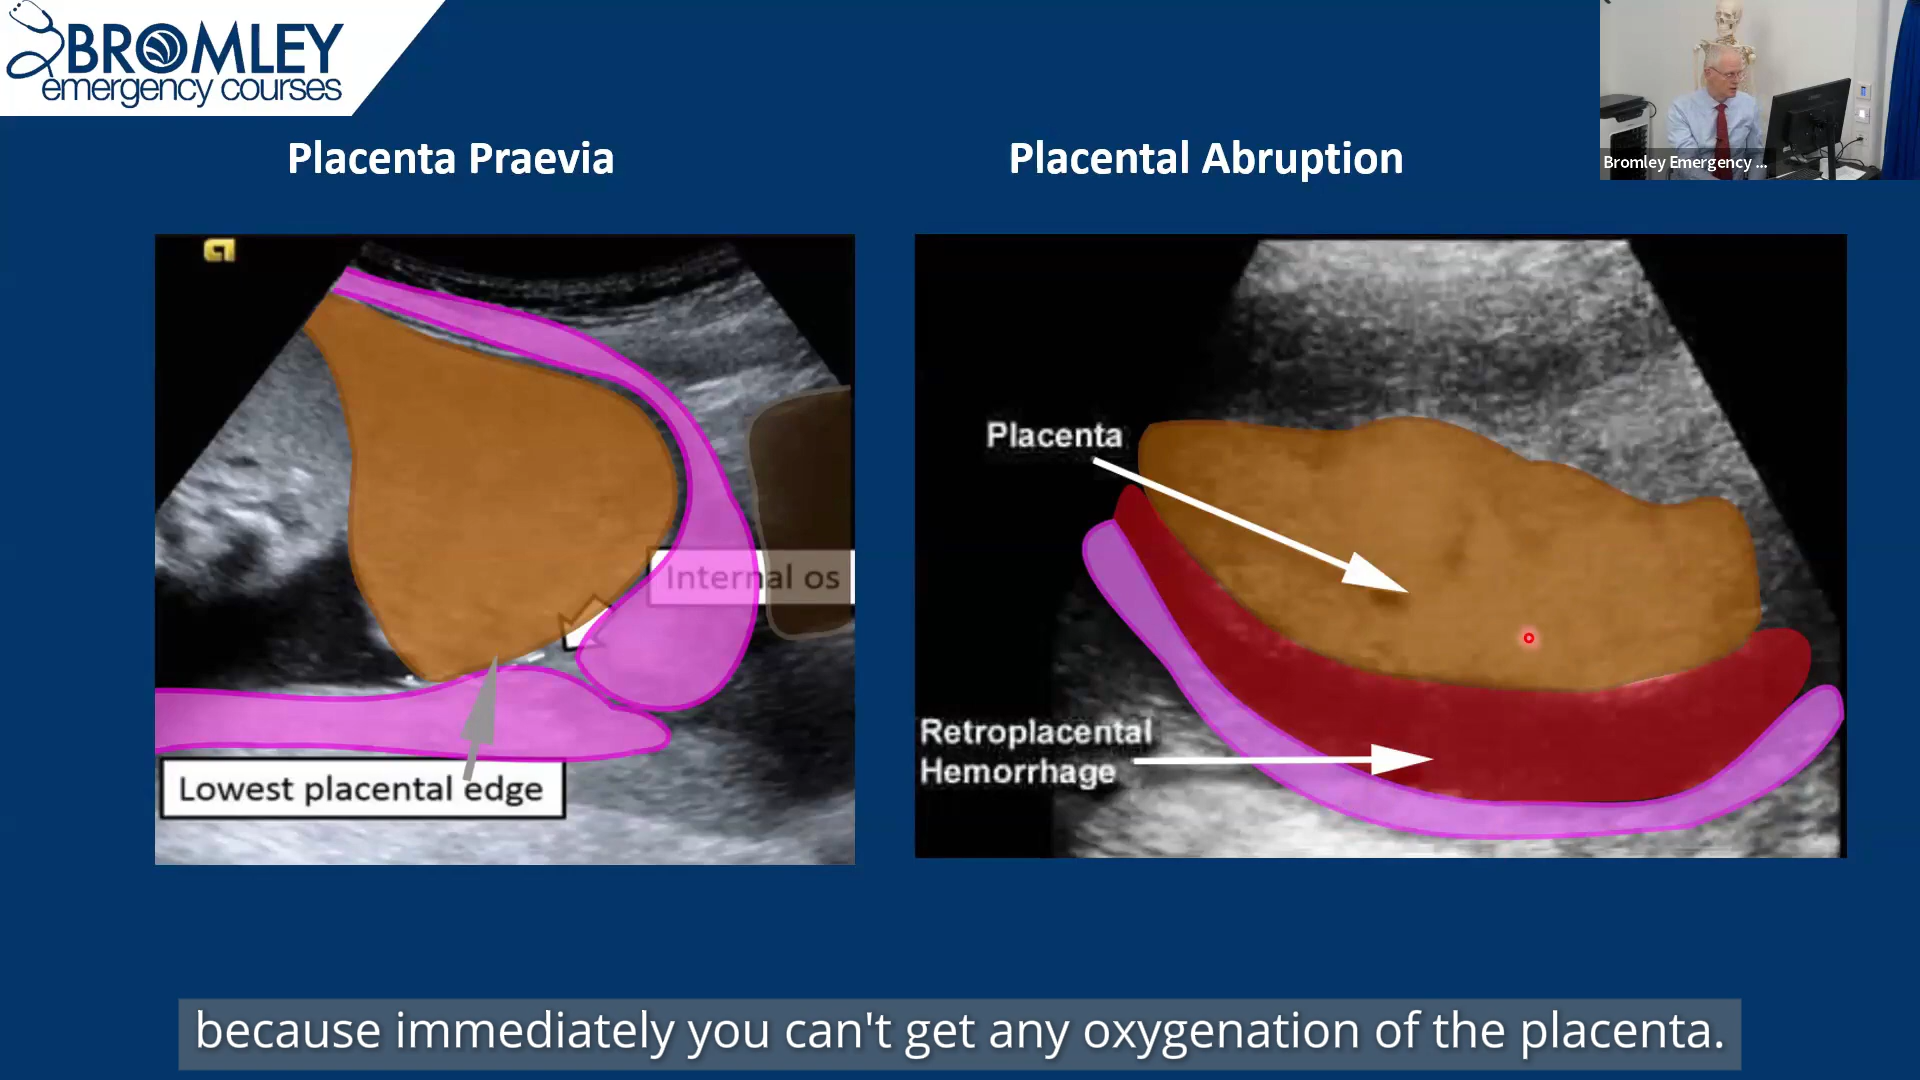 BROMLEY
emergency courses
Placenta Praevia
Placental Abruption
Bromley Emergency ...
Internal os
Lowest placental edge
Placenta
Retroplacental
Hemorrhage
because immediately you can't get any oxygenation of the placenta.